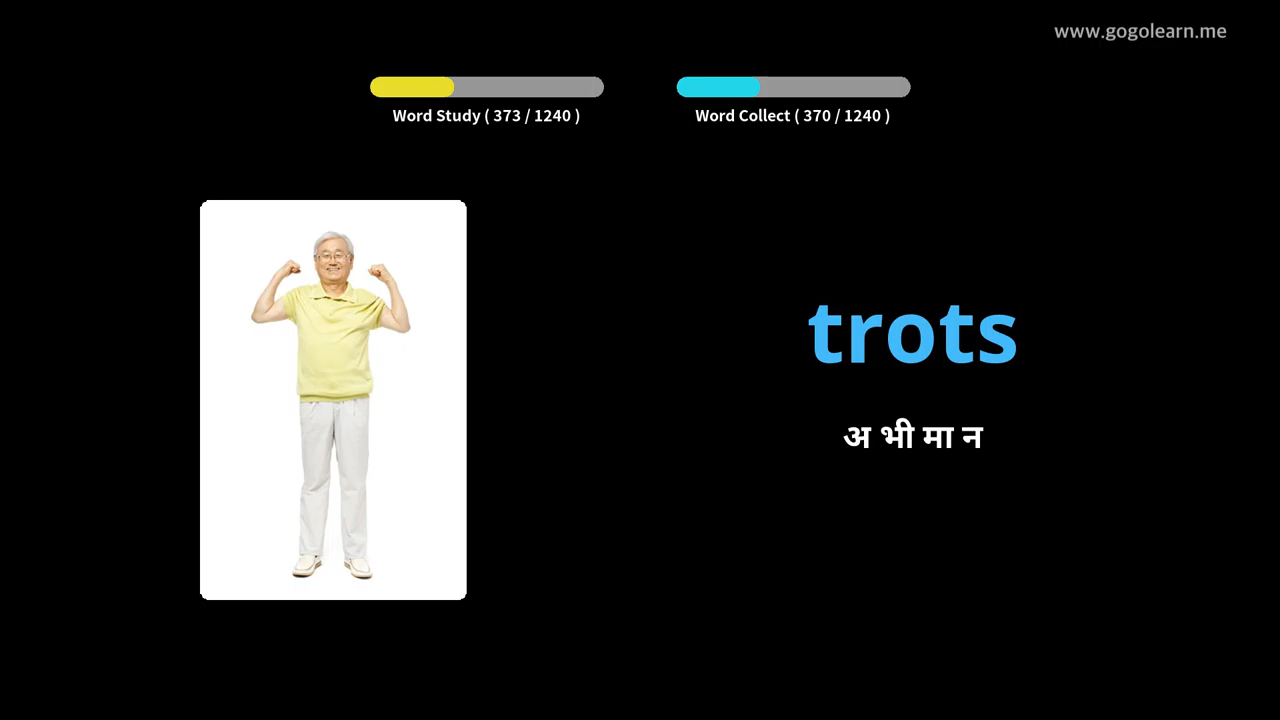 www.gogolearn.me
Word Study ( 373 / 1240 )
Word Collect ( 370 / 1240 )
trots
अ भी मा न